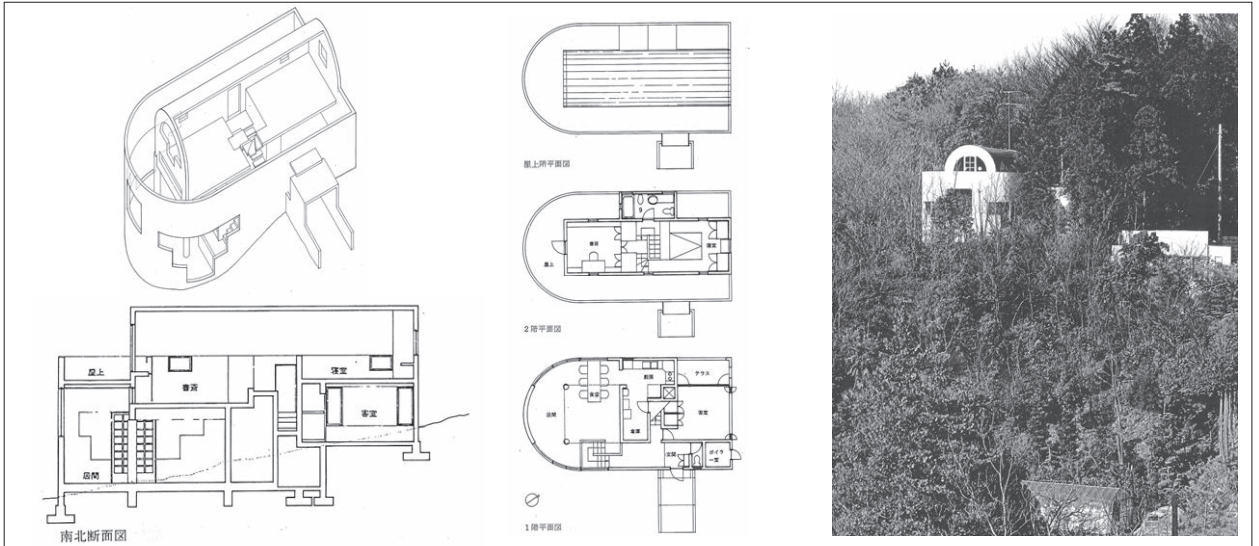 屋上
書斎
寝室
客室
居間
南北断面図
屋上階平面図
書斎
寝室
屋上
2階平面図
厨房
テラス
食堂
居間
倉庫
客室
玄関
ボイラー室
1階平面図